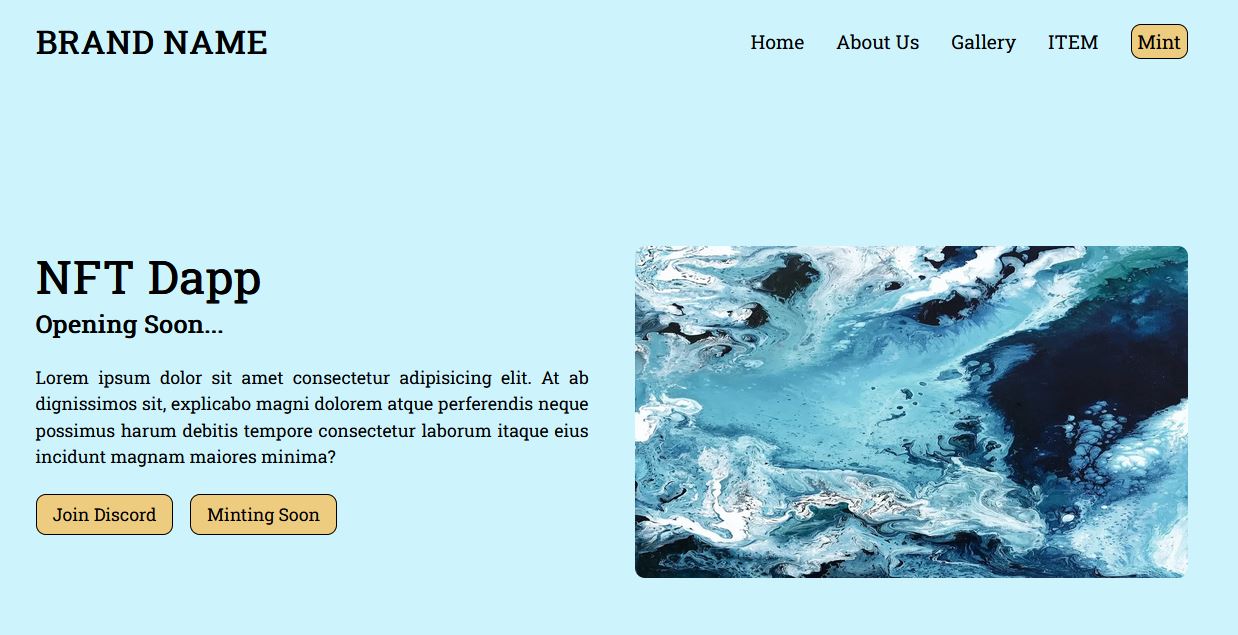 BRAND NAME
Home About Us Gallery ITEM Mint
NFT Dapp
Opening Soon...
Lorem ipsum dolor sit amet consectetur adipisicing elit. At ab
dignissimos sit, explicabo magni dolorem atque perferendis neque
possimus harum debitis tempore consectetur laborum itaque eius
incidunt magnam maiores minima?
Join Discord Minting Soon